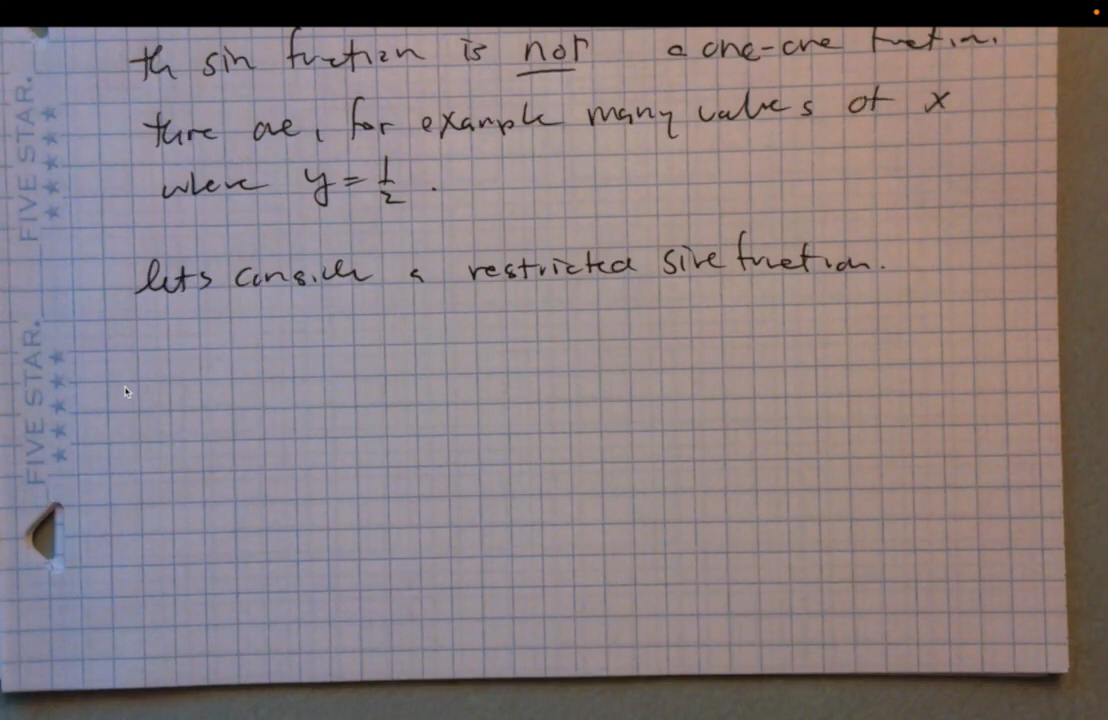 the sin function is not a one-one function.
there are, for example many values of x
where y = 1/2 .
lets consider a restricted sine function.
FIVE STAR.
FIVE STAR.